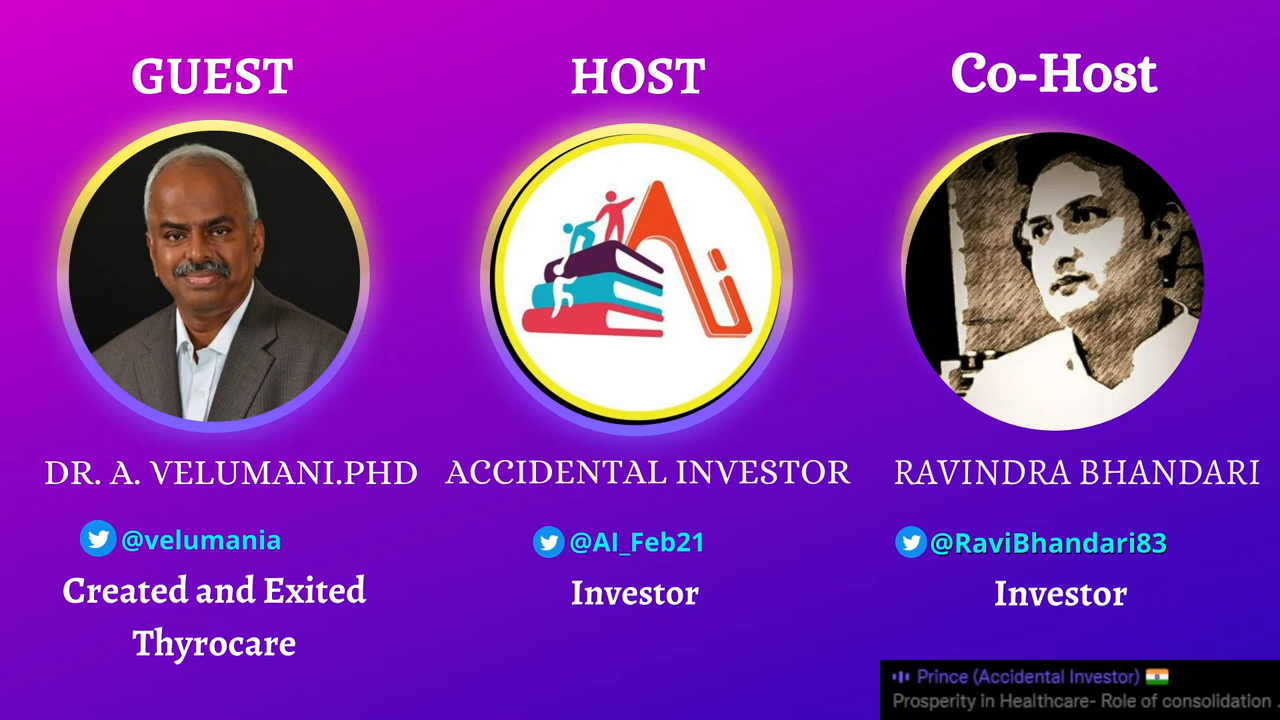 GUEST
HOST
Co-Host
Ai
DR. A. VELUMANI.PHD
ACCIDENTAL INVESTOR
RAVINDRA BHANDARI
@velumania
@AI_Feb21
@RaviBhandari83
Created and Exited
Thyrocare
Investor
Investor
Prince (Accidental Investor) 🇮🇳
Prosperity in Healthcare- Role of consolidation